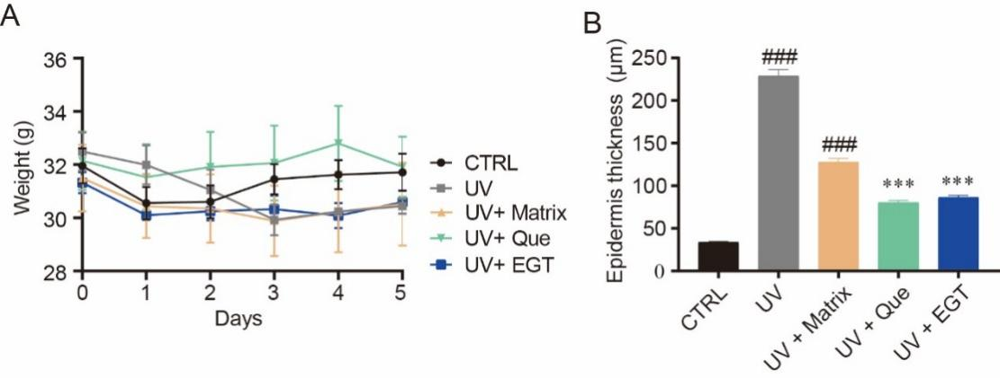 A
Weight (g)
36
34
32
30
28
0 1 2 3 4 5
Days
CTRL
UV
UV+ Matrix
UV+ Que
UV+ EGT
B
Epidermis thickness (μm)
250
200
150
100
50
0
###
###
***
***
CTRL
UV
UV + Matrix
UV + Que
UV + EGT